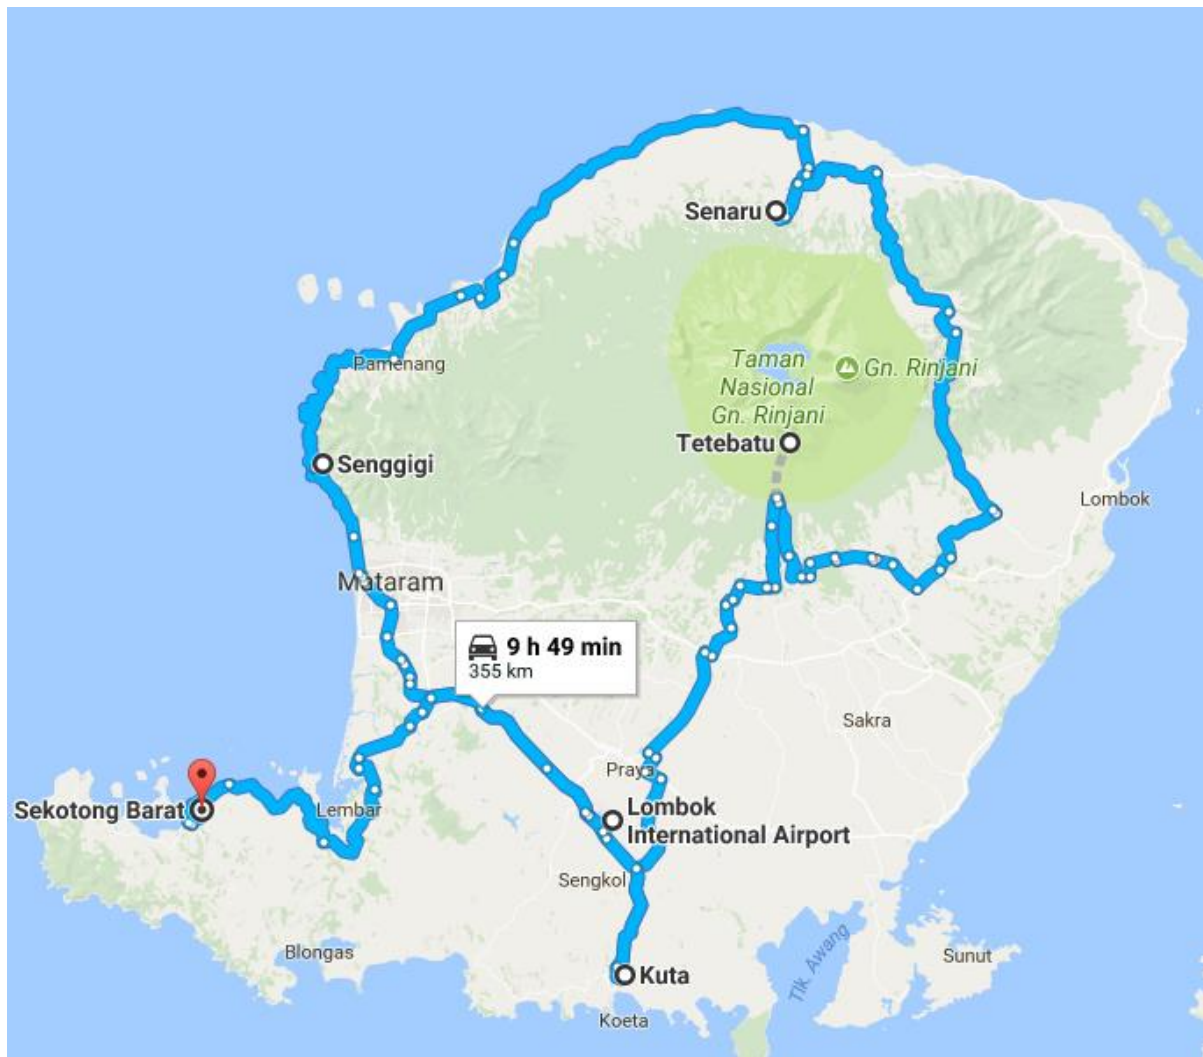 Senaru
Taman
Nasional
Gn. Rinjani
Gn. Rinjani
Pamenang
Tetebatu
Senggigi
Lombok
Mataram
9 h 49 min
355 km
Sakra
Praya
Sekotong Barat
Lembar
Lombok
International Airport
Sengkol
Blongas
Tlk. Awang
Sunut
Kuta
Koeta